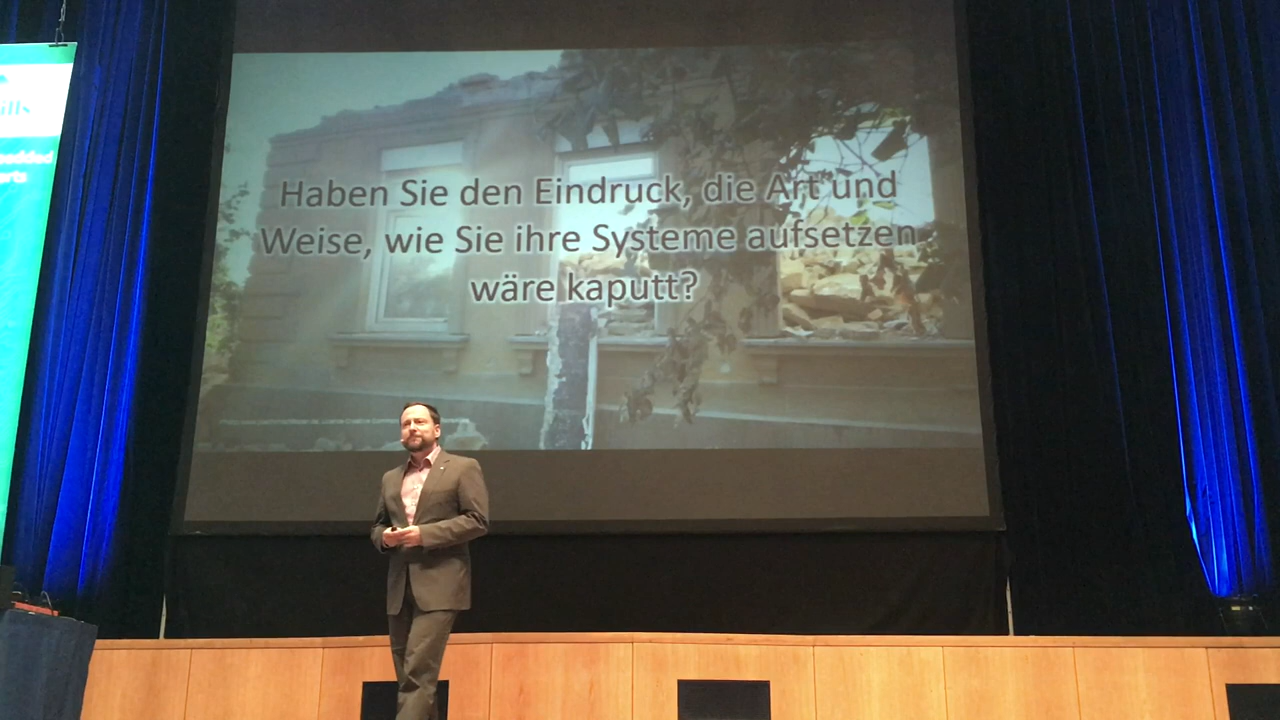 Haben Sie den Eindruck, die Art und
Weise, wie Sie ihre Systeme aufsetzen
wäre kaputt?